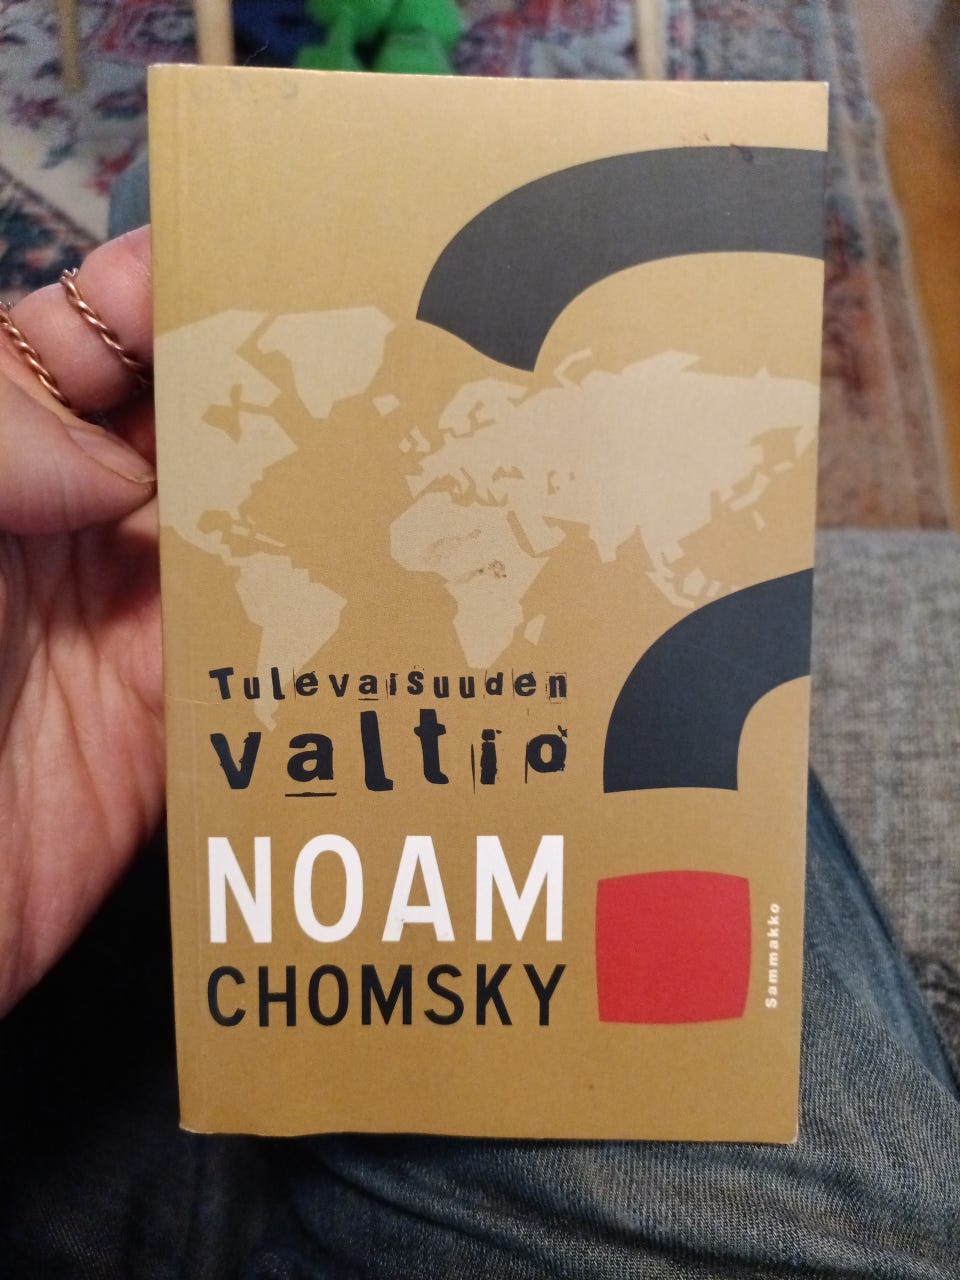 Tulevaisuuden
valtio
NOAM
CHOMSKY
Sammakko